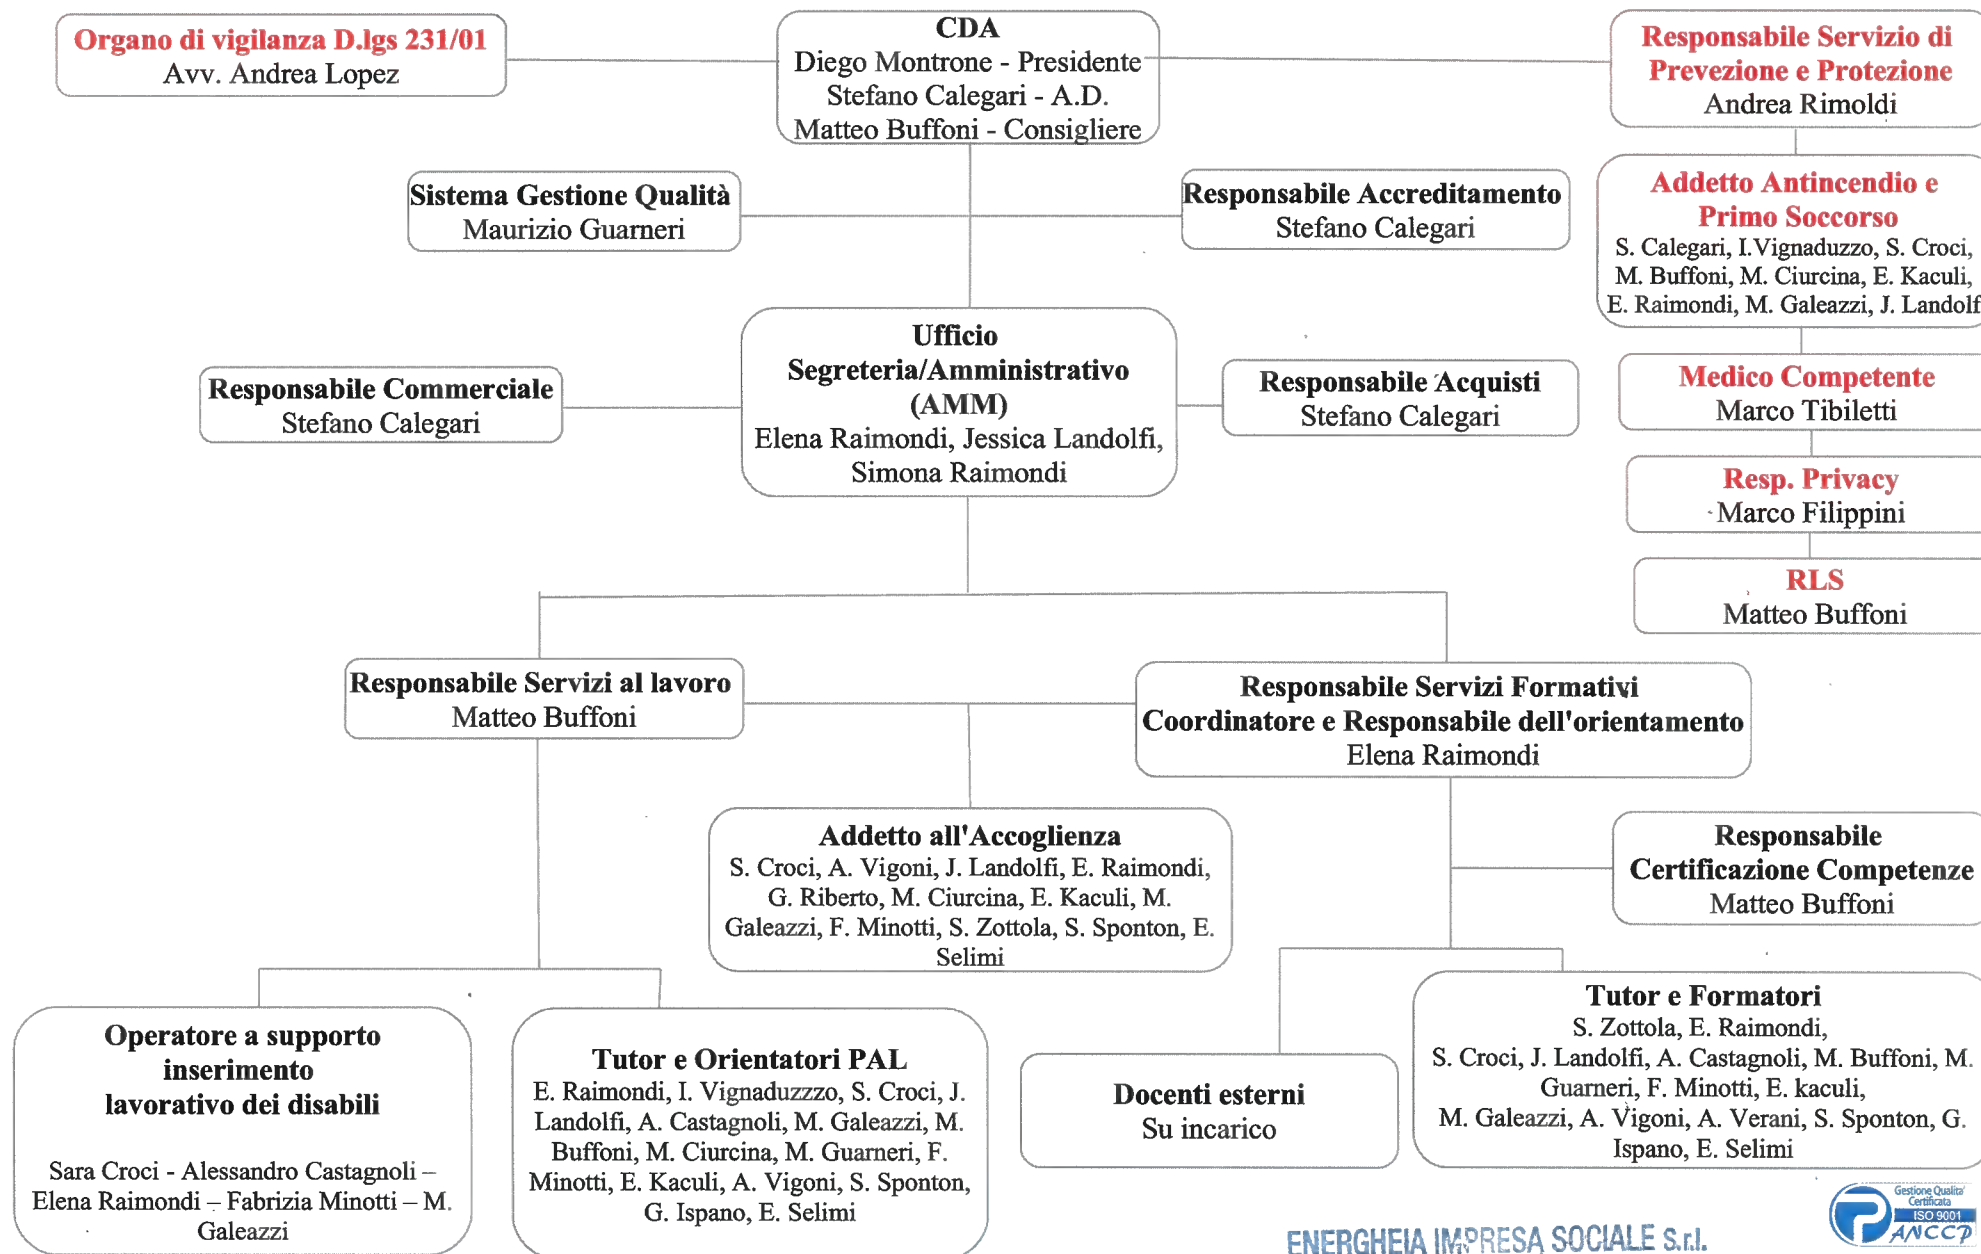 Organo di vigilanza D.lgs 231/01
Avv. Andrea Lopez
CDA
Diego Montrone - Presidente
Stefano Calegari - A.D.
Matteo Buffoni - Consigliere
Responsabile Servizio di
Prevezione e Protezione
Andrea Rimoldi
Sistema Gestione Qualità
Maurizio Guarneri
Responsabile Accreditamento
Stefano Calegari
Addetto Antincendio e
Primo Soccorso
S. Calegari, I.Vignaduzzo, S. Croci,
M. Buffoni, M. Ciurcina, E. Kaculi,
E. Raimondi, M. Galeazzi, J. Landolf
Responsabile Commerciale
Stefano Calegari
Ufficio
Segreteria/Amministrativo
(AMM)
Elena Raimondi, Jessica Landolfi,
Simona Raimondi
Responsabile Acquisti
Stefano Calegari
Medico Competente
Marco Tibiletti
Resp. Privacy
Marco Filippini
RLS
Matteo Buffoni
Responsabile Servizi al lavoro
Matteo Buffoni
Responsabile Servizi Formativi
Coordinatore e Responsabile dell'orientamento
Elena Raimondi
Addetto all'Accoglienza
S. Croci, A. Vigoni, J. Landolfi, E. Raimondi,
G. Riberto, M. Ciurcina, E. Kaculi, M.
Galeazzi, F. Minotti, S. Zottola, S. Sponton, E.
Selimi
Responsabile
Certificazione Competenze
Matteo Buffoni
Operatore a supporto
inserimento
lavorativo dei disabili
Sara Croci - Alessandro Castagnoli –
Elena Raimondi – Fabrizia Minotti – M.
Galeazzi
Tutor e Orientatori PAL
E. Raimondi, I. Vignaduzzzo, S. Croci, J.
Landolfi, A. Castagnoli, M. Galeazzi, M.
Buffoni, M. Ciurcina, M. Guarneri, F.
Minotti, E. Kaculi, A. Vigoni, S. Sponton,
G. Ispano, E. Selimi
Docenti esterni
Su incarico
Tutor e Formatori
S. Zottola, E. Raimondi,
S. Croci, J. Landolfi, A. Castagnoli, M. Buffoni, M.
Guarneri, F. Minotti, E. kaculi,
M. Galeazzi, A. Vigoni, A. Verani, S. Sponton, G.
Ispano, E. Selimi
ENERGHEIA IMPRESA SOCIALE S.r.l.
Gestione Qualita'
Certificata
ISO 9001
ANCCP